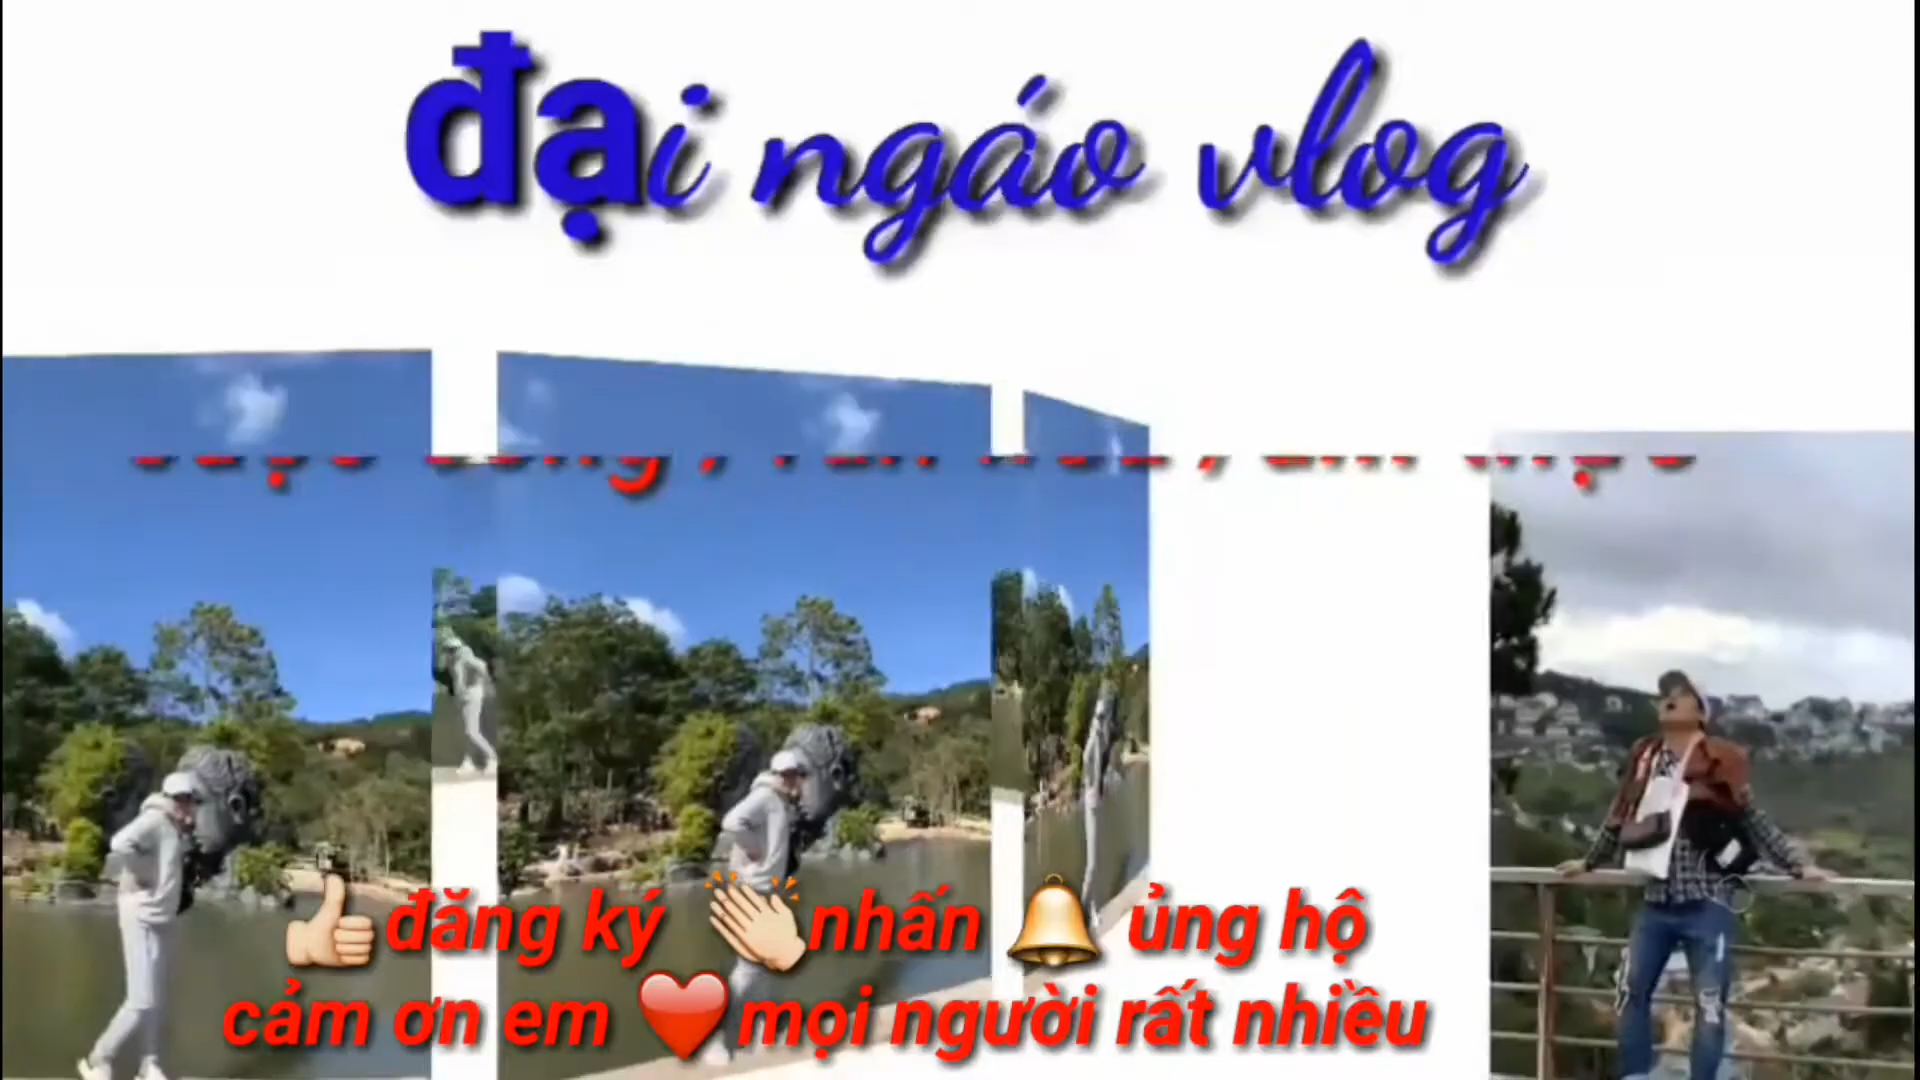 đại ngáo vlog
👍🏻đăng ký 👏🏻nhấn 🔔 ủng hộ
cảm ơn em ❤️mọi người rất nhiều